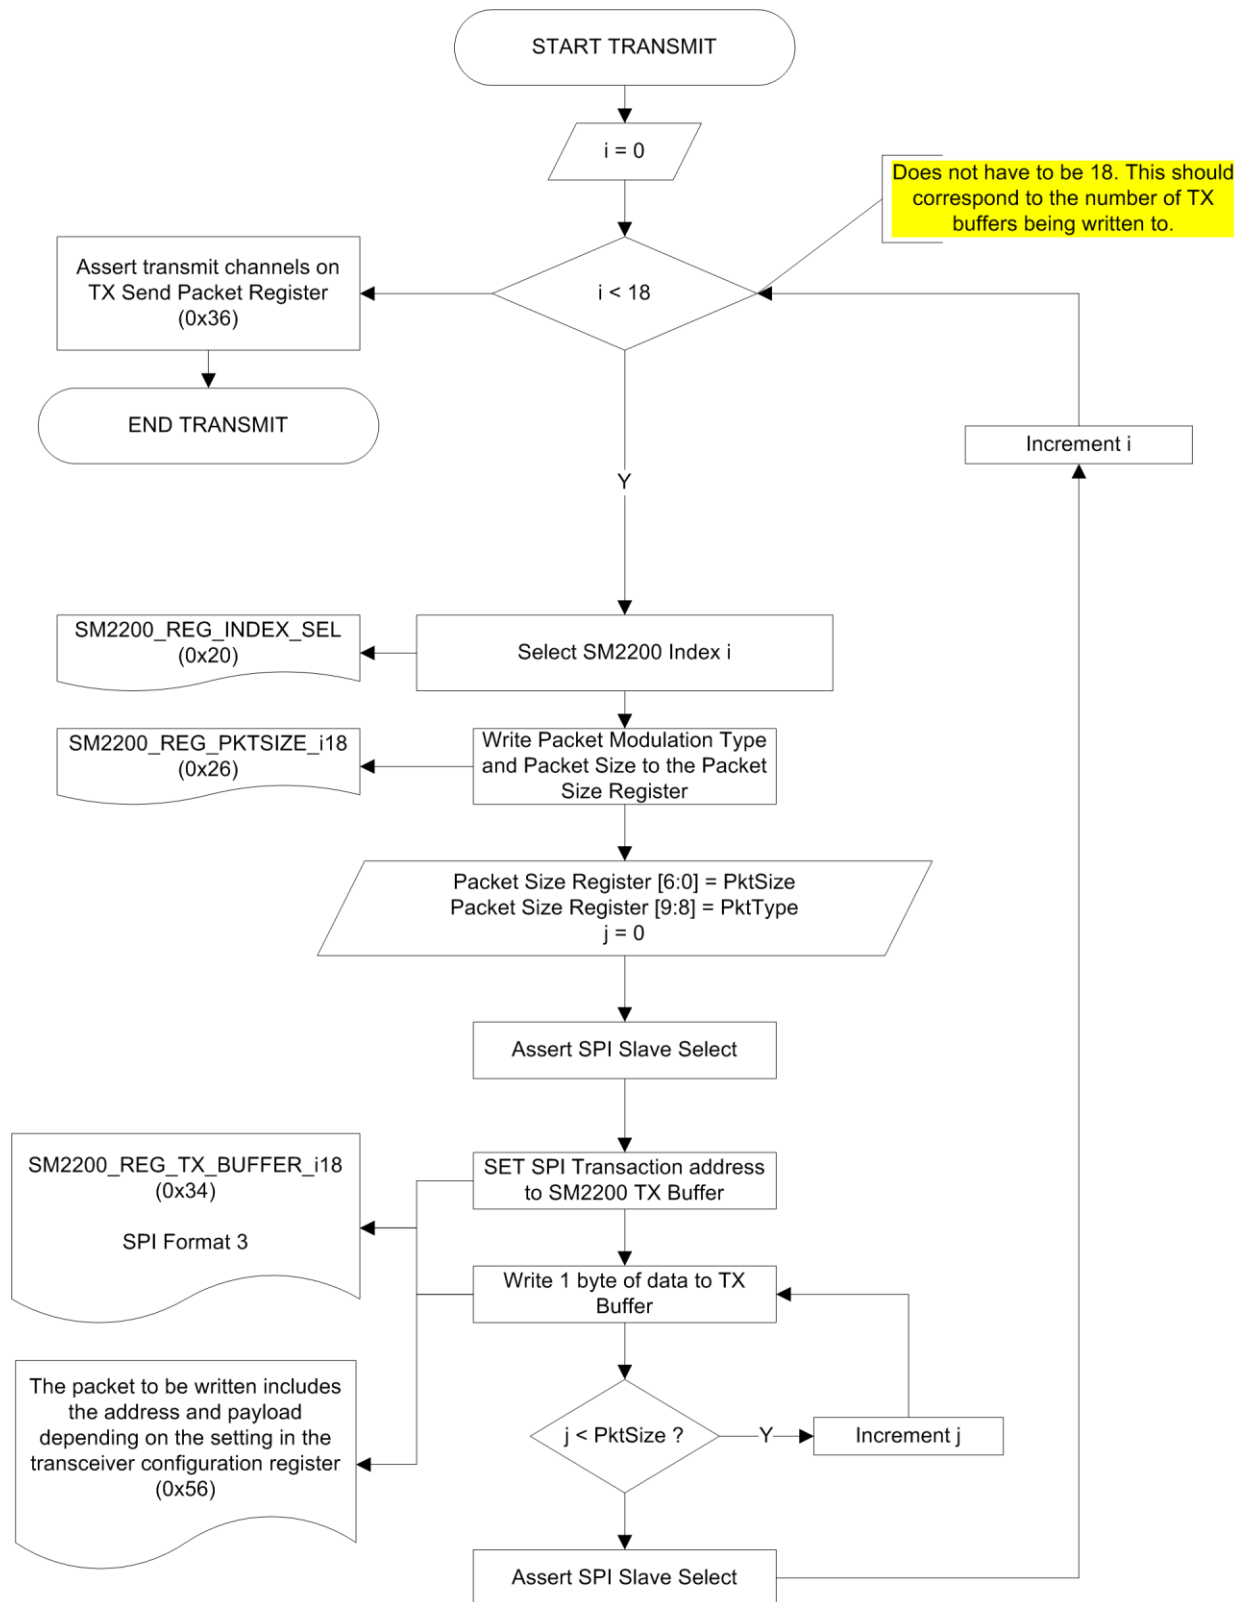 START TRANSMIT
i = 0
Does not have to be 18. This should
correspond to the number of TX
buffers being written to.
Assert transmit channels on
TX Send Packet Register
(0x36)
i < 18
END TRANSMIT
Increment i
Y
SM2200_REG_INDEX_SEL
(0x20)
Select SM2200 Index i
SM2200_REG_PKTSIZE_i18
(0x26)
Write Packet Modulation Type
and Packet Size to the Packet
Size Register
Packet Size Register [6:0] = PktSize
Packet Size Register [9:8] = PktType
j = 0
Assert SPI Slave Select
SM2200_REG_TX_BUFFER_i18
(0x34)
SPI Format 3
SET SPI Transaction address
to SM2200 TX Buffer
Write 1 byte of data to TX
Buffer
The packet to be written includes
the address and payload
depending on the setting in the
transceiver configuration register
(0x56)
j < PktSize ?
Y
Increment j
Assert SPI Slave Select